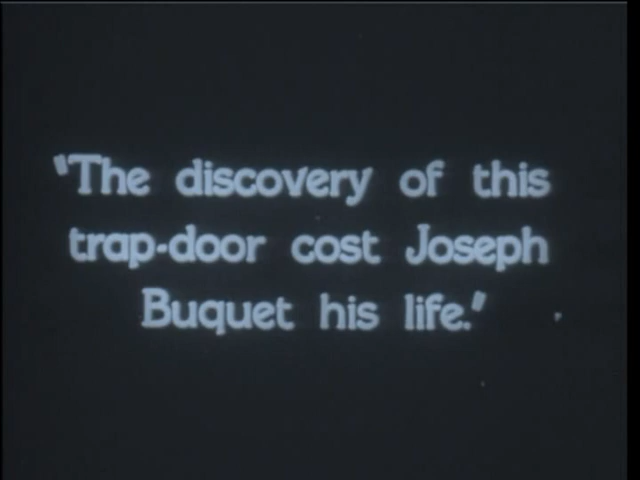 "The discovery of this
trap-door cost Joseph
Buquet his life."